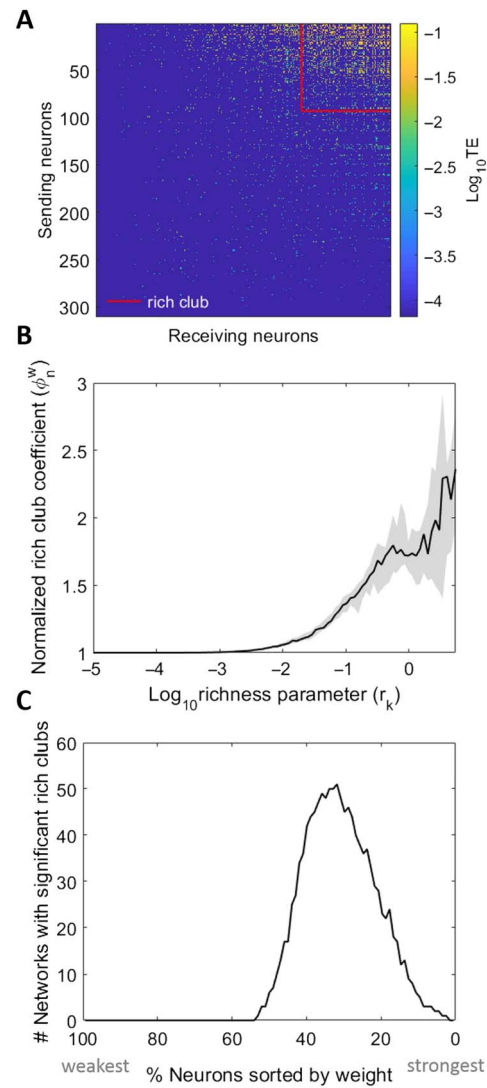 A
50
100
150
200
250
300
Sending neurons
Receiving neurons
rich club
−1
−1.5
−2
−2.5
−3
−3.5
−4
Log10TE
B
3
2.5
2
1.5
1
Normalized rich club coefficient (ϕnw)
−5 −4 −3 −2 −1 0
Log10richness parameter (rk)
C
60
50
40
30
20
10
0
# Networks with significant rich clubs
100 80 60 40 20 0
weakest strongest
% Neurons sorted by weight